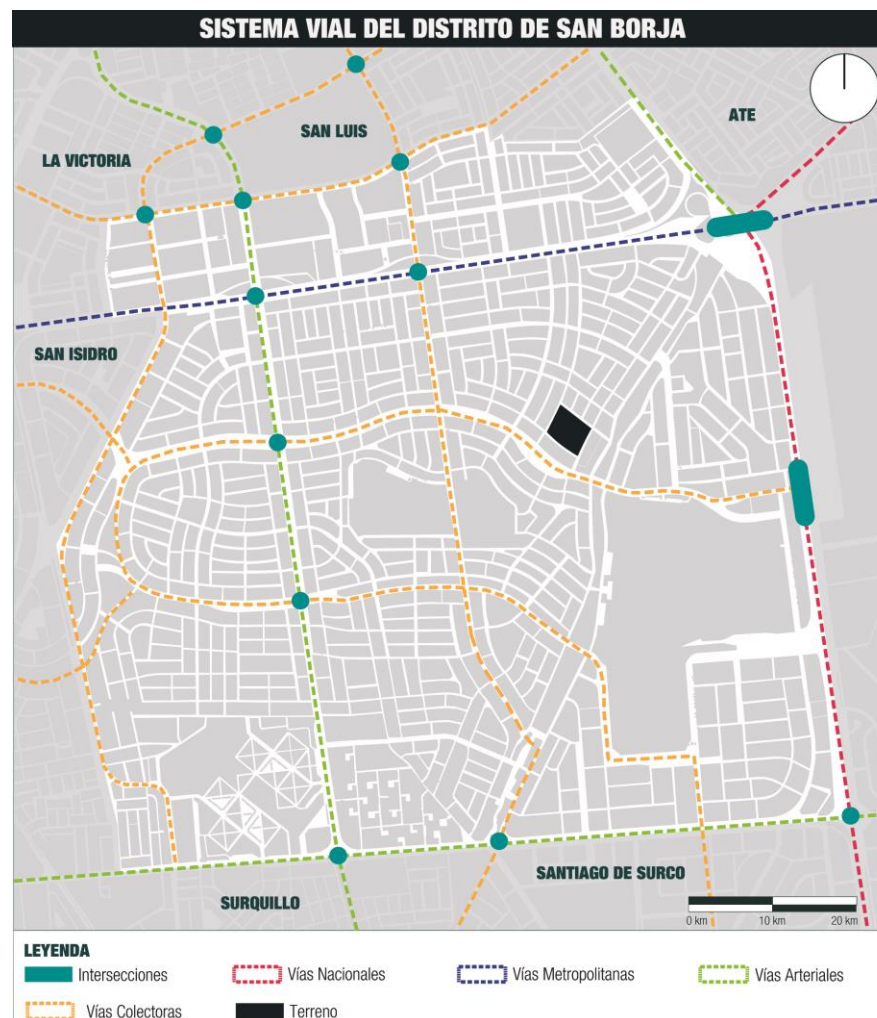 SISTEMA VIAL DEL DISTRITO DE SAN BORJA
ATE
SAN LUIS
LA VICTORIA
SAN ISIDRO
SANTIAGO DE SURCO
SURQUILLO
0 km 10 km 20 km
LEYENDA
Intersecciones Vías Nacionales Vías Metropolitanas Vías Arteriales
Vías Colectoras Terreno